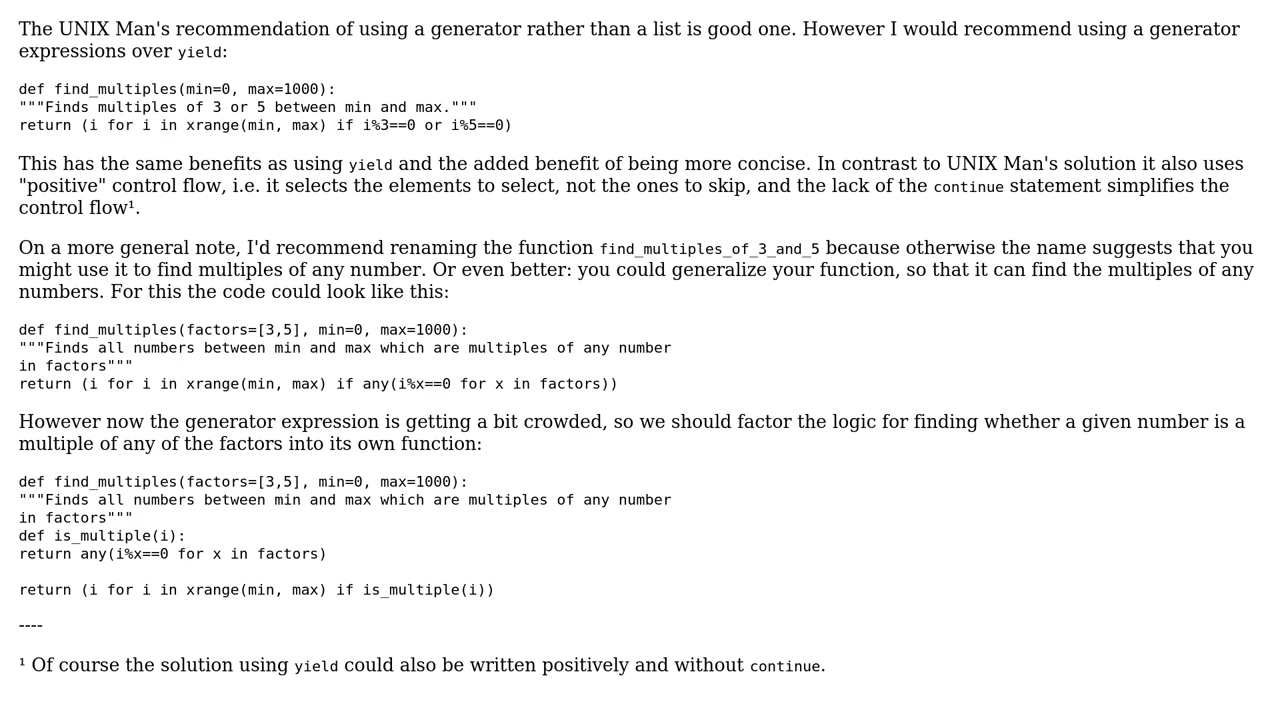 The UNIX Man's recommendation of using a generator rather than a list is good one. However I would recommend using a generator
expressions over yield:
def find_multiples(min=0, max=1000):
"""Finds multiples of 3 or 5 between min and max."""
return (i for i in xrange(min, max) if i%3==0 or i%5==0)
This has the same benefits as using yield and the added benefit of being more concise. In contrast to UNIX Man's solution it also uses
"positive" control flow, i.e. it selects the elements to select, not the ones to skip, and the lack of the continue statement simplifies the
control flow¹.
On a more general note, I'd recommend renaming the function find_multiples_of_3_and_5 because otherwise the name suggests that you
might use it to find multiples of any number. Or even better: you could generalize your function, so that it can find the multiples of any
numbers. For this the code could look like this:
def find_multiples(factors=[3,5], min=0, max=1000):
"""Finds all numbers between min and max which are multiples of any number
in factors"""
return (i for i in xrange(min, max) if any(i%x==0 for x in factors))
However now the generator expression is getting a bit crowded, so we should factor the logic for finding whether a given number is a
multiple of any of the factors into its own function:
def find_multiples(factors=[3,5], min=0, max=1000):
"""Finds all numbers between min and max which are multiples of any number
in factors"""
def is_multiple(i):
return any(i%x==0 for x in factors)
return (i for i in xrange(min, max) if is_multiple(i))
----
¹ Of course the solution using yield could also be written positively and without continue.